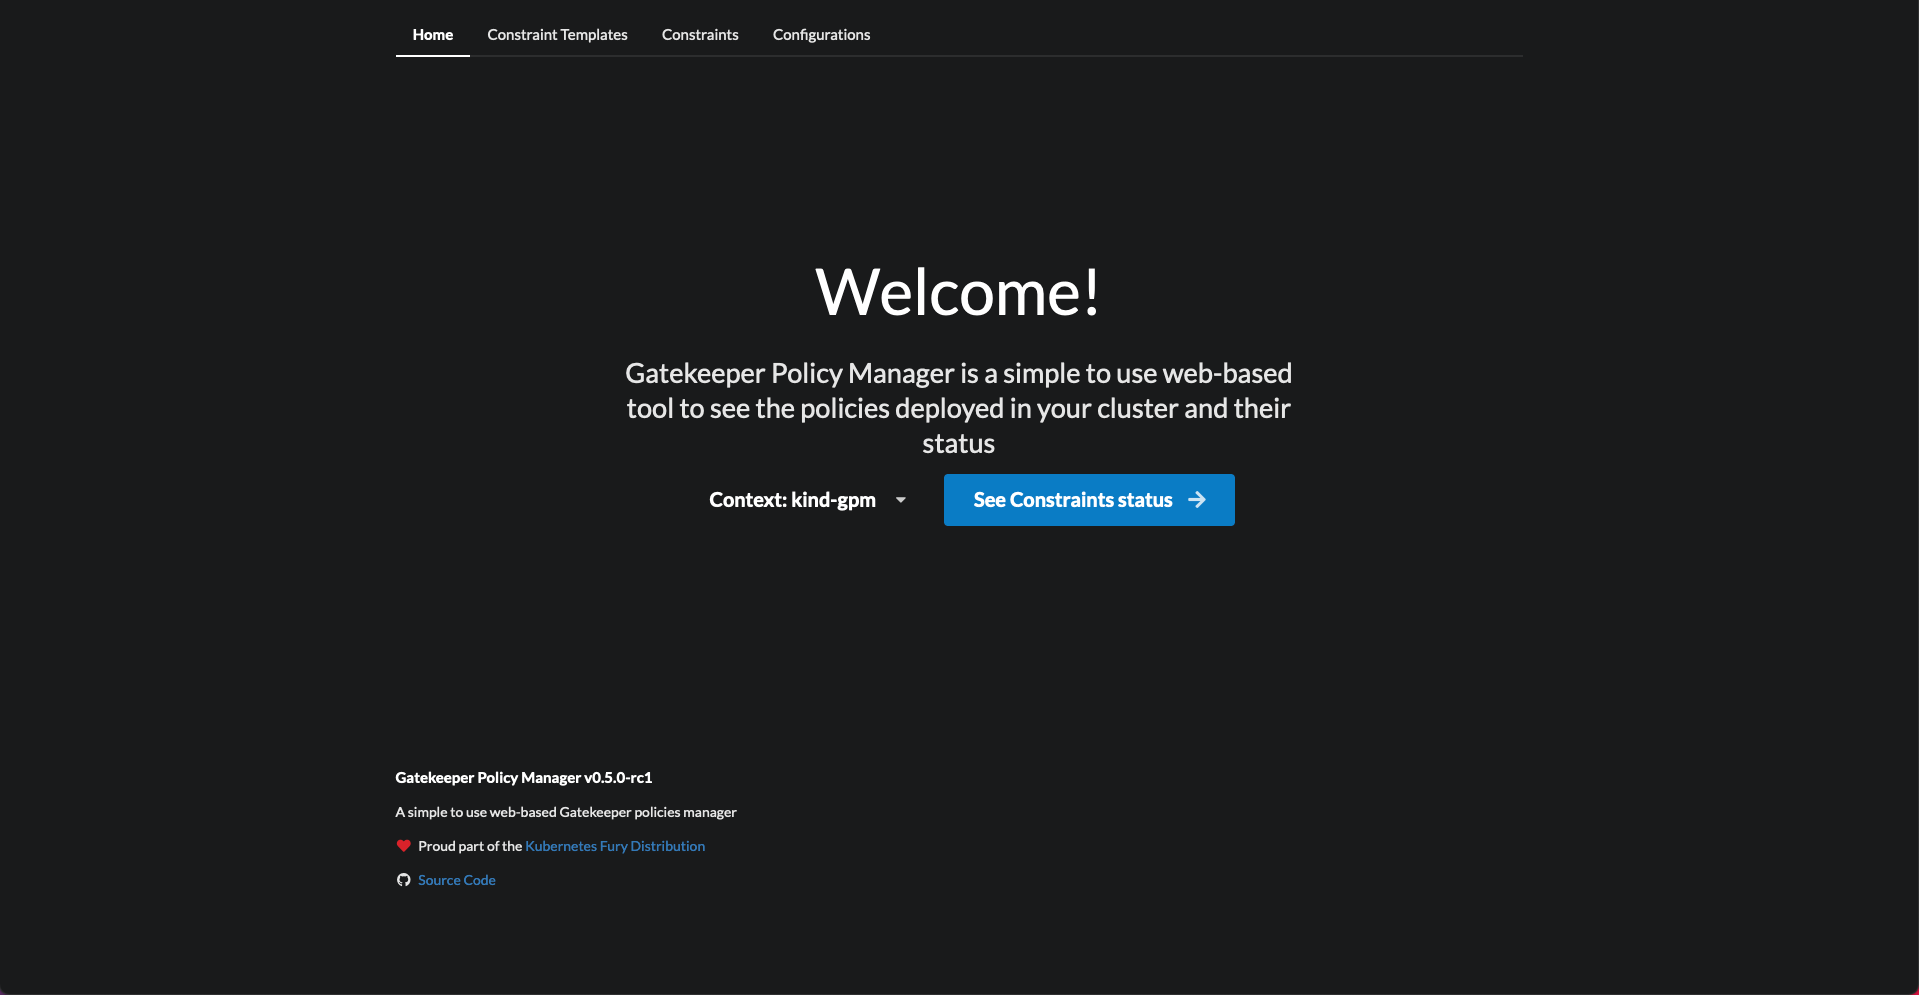 Home Constraint Templates Constraints Configurations
Welcome!
Gatekeeper Policy Manager is a simple to use web-based
tool to see the policies deployed in your cluster and their
status
Context: kind-gpm See Constraints status
Gatekeeper Policy Manager v0.5.0-rc1
A simple to use web-based Gatekeeper policies manager
Proud part of the Kubernetes Fury Distribution
Source Code